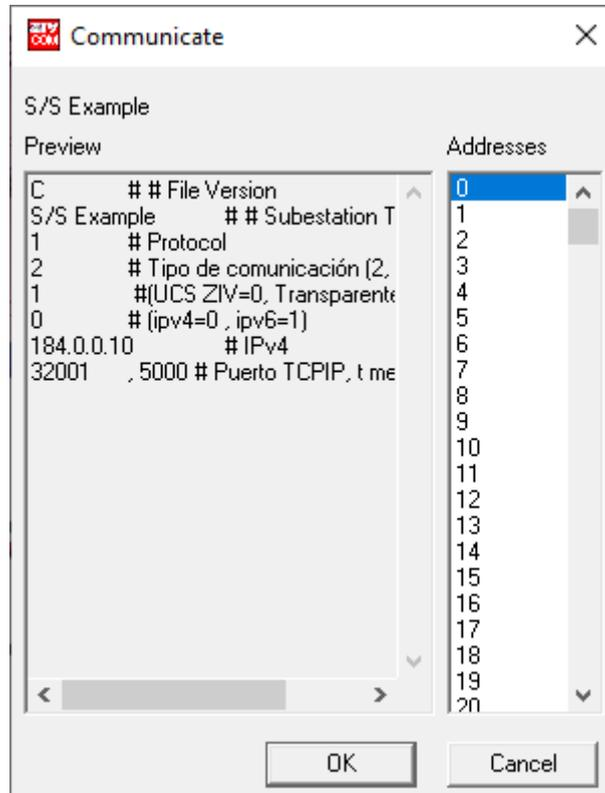 ZIV
COM
Communicate
S/S Example
Preview
C # # File Version
S/S Example # # Subestation T
1 # Protocol
2 # Tipo de comunicación (2,
1 #(UCS ZIV=0, Transparente
0 # (ipv4=0 , ipv6=1)
184.0.0.10 # IPv4
32001 , 5000 # Puerto TCPIP, t me
Addresses
0
1
2
3
4
5
6
7
8
9
10
11
12
13
14
15
16
17
18
19
20
OK
Cancel